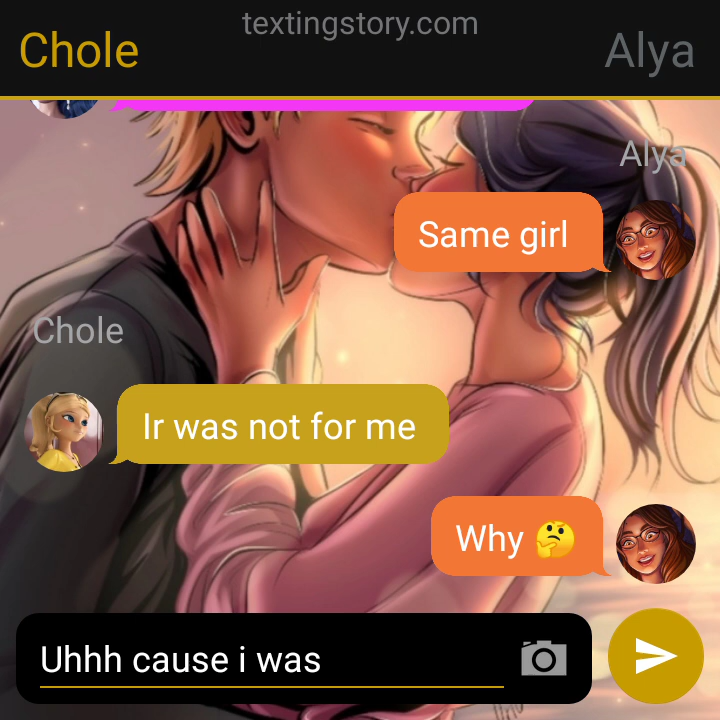 textingstory.com
Chole
Alya
Alya
Same girl
Chole
Ir was not for me
Why 🤔
Uhhh cause i was